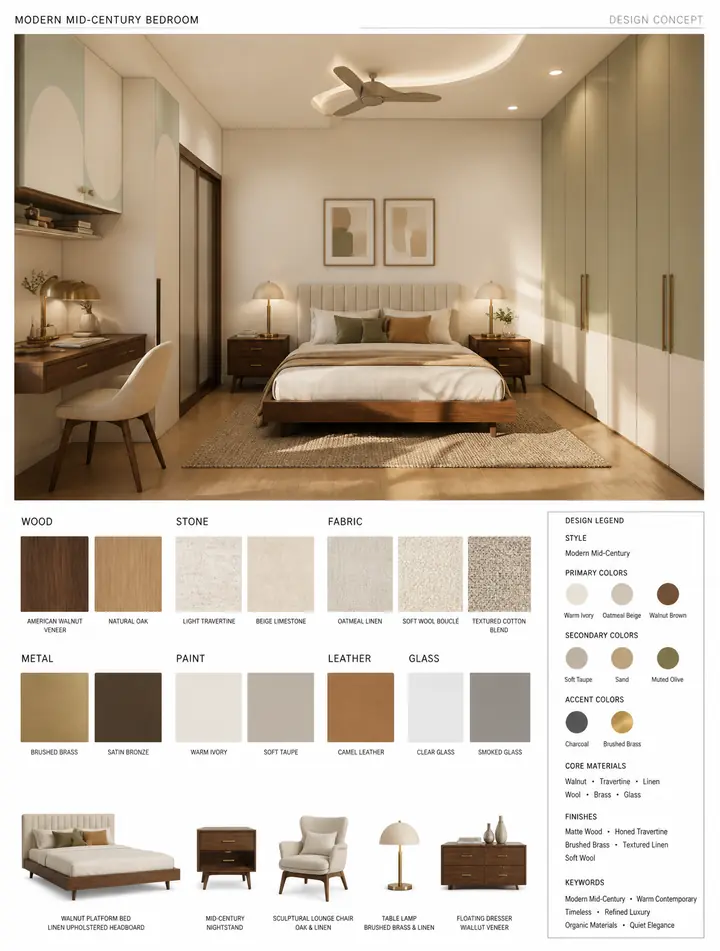 MODERN MID-CENTURY BEDROOM
DESIGN CONCEPT
WOOD
AMERICAN WALNUT
VENEER
NATURAL OAK
STONE
LIGHT TRAVERTINE
BEIGE LIMESTONE
FABRIC
OATMEAL LINEN
SOFT WOOL BOUCLÉ
TEXTURED COTTON
BLEND
METAL
BRUSHED BRASS
SATIN BRONZE
PAINT
WARM IVORY
SOFT TAUPE
LEATHER
CAMEL LEATHER
GLASS
CLEAR GLASS
SMOKED GLASS
WALNUT PLATFORM BED
LINEN UPHOLSTERED HEADBOARD
MID-CENTURY
NIGHTSTAND
SCULPTURAL LOUNGE CHAIR
OAK & LINEN
TABLE LAMP
BRUSHED BRASS & LINEN
FLOATING DRESSER
WALLUT VENEER
DESIGN LEGEND
STYLE
Modern Mid-Century
PRIMARY COLORS
Warm Ivory
Oatmeal Beige
Walnut Brown
SECONDARY COLORS
Soft Taupe
Sand
Muted Olive
ACCENT COLORS
Charcoal
Brushed Brass
CORE MATERIALS
Walnut • Travertine • Linen
Wool • Brass • Glass
FINISHES
Matte Wood • Honed Travertine
Brushed Brass • Textured Linen
Soft Wool
KEYWORDS
Modern Mid-Century • Warm Contemporary
Timeless • Refined Luxury
Organic Materials • Quiet Elegance